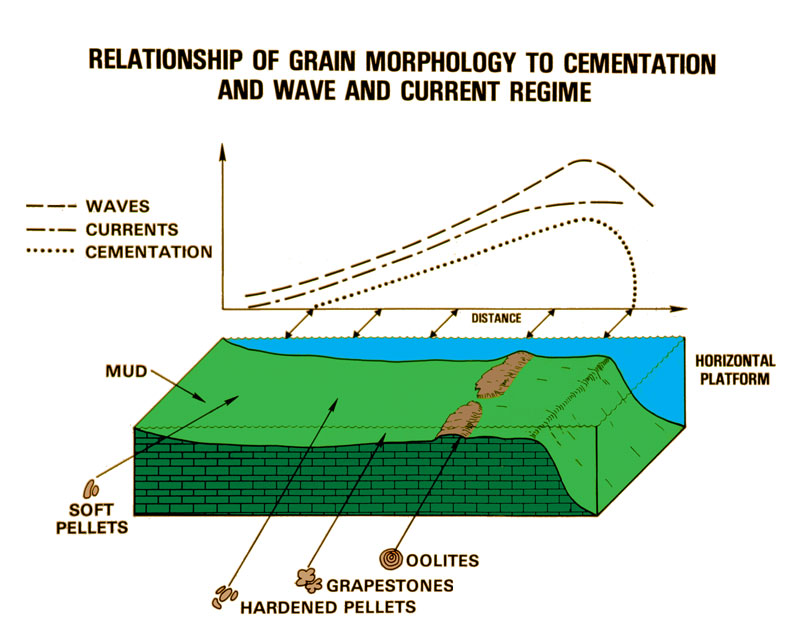 RELATIONSHIP OF GRAIN MORPHOLOGY TO CEMENTATION
AND WAVE AND CURRENT REGIME
WAVES
CURRENTS
CEMENTATION
DISTANCE
HORIZONTAL
PLATFORM
MUD
SOFT
PELLETS
OOLITES
GRAPESTONES
HARDENED PELLETS